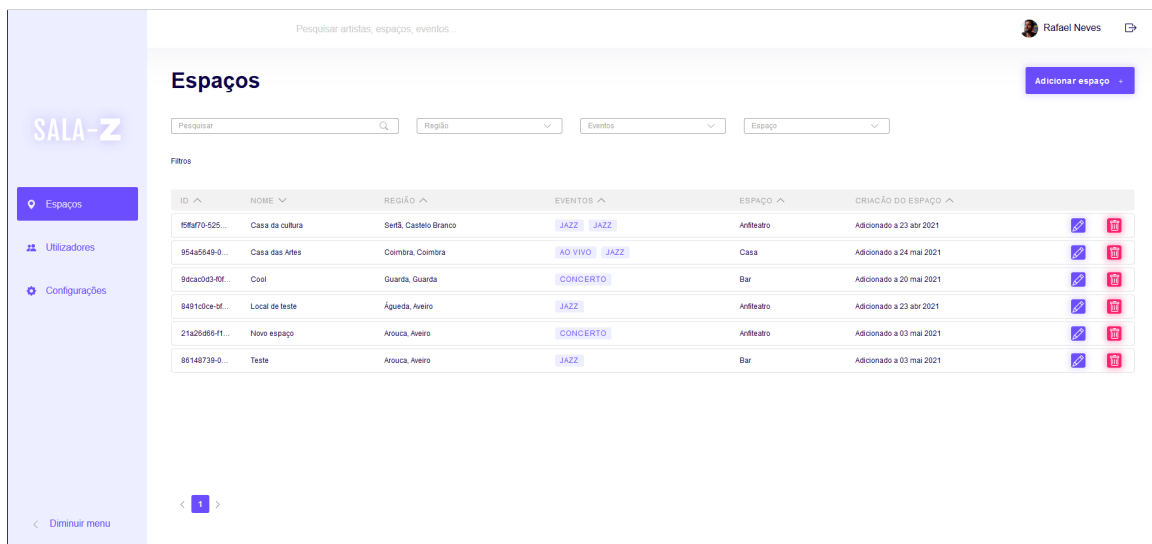 Pesquisar artistas, espaços, eventos...
Rafael Neves
Espaços
Adicionar espaço +
SALA-Z
Pesquisar
Região
Eventos
Espaço
Filtros
Espaços
Utilizadores
Configurações
ID NOME REGIÃO EVENTOS ESPAÇO CRIAÇÃO DO ESPAÇO
f5ffaf70-525... Casa da cultura Sertã, Castelo Branco JAZZ JAZZ Anfiteatro Adicionado a 23 abr 2021
954a5649-0... Casa das Artes Coimbra, Coimbra AO VIVO JAZZ Casa Adicionado a 24 mai 2021
9dcac0d3-f0f... Cool Guarda, Guarda CONCERTO Bar Adicionado a 20 mai 2021
8491c0ce-bf... Local de teste Águeda, Aveiro JAZZ Anfiteatro Adicionado a 23 abr 2021
21a26d66-f1... Novo espaço Arouca, Aveiro CONCERTO Anfiteatro Adicionado a 03 mai 2021
86148739-0... Teste Arouca, Aveiro JAZZ Bar Adicionado a 03 mai 2021
1
Diminuir menu